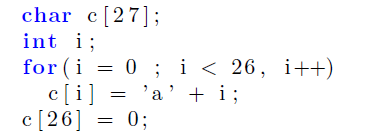 char c[27];
int i;
for(i = 0 ; i < 26, i++)
c[i] = 'a' + i;
c[26] = 0;